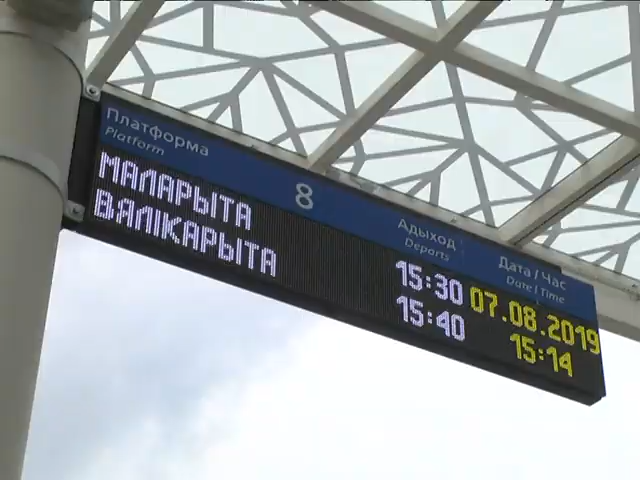 Платформа
Platform
8
Адыход
Departs
Дата / Час
Date | Time
МАЛАРЫТА 15:30 07.08.2019
ВЯЛІКАРЫТА 15:40 15:14